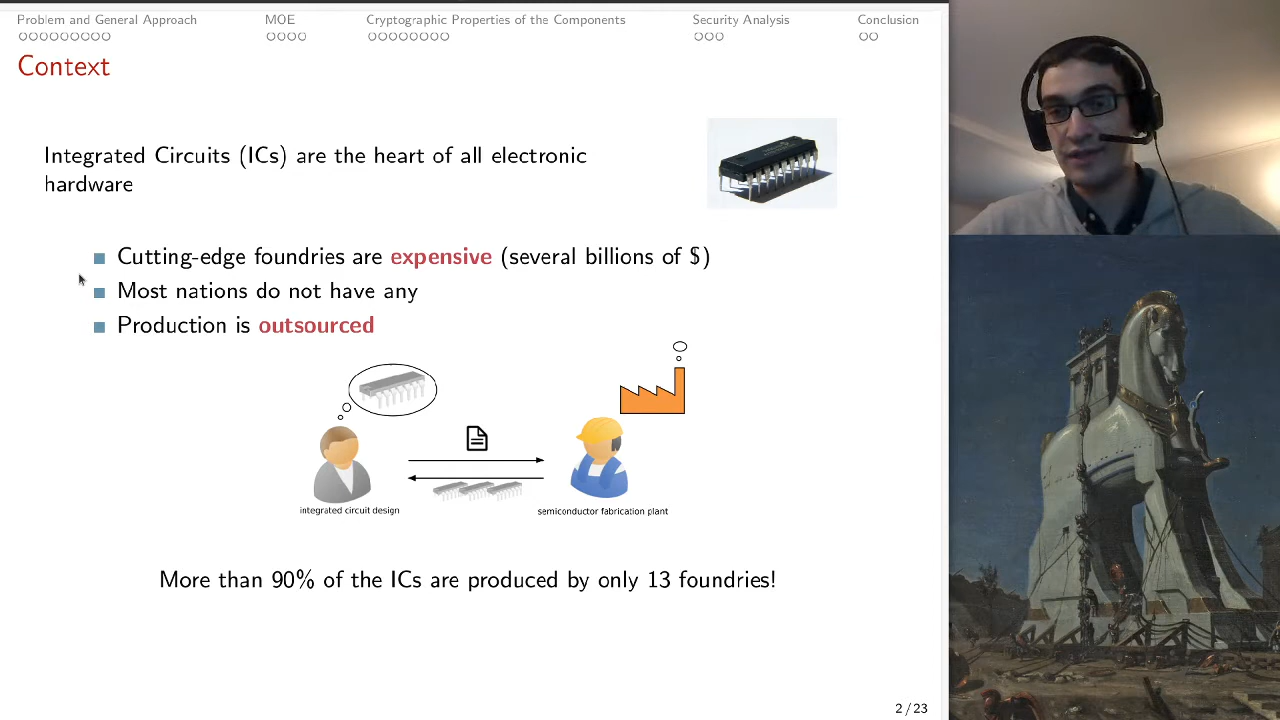 Problem and General Approach MOE Cryptographic Properties of the Components Security Analysis Conclusion
Context
Integrated Circuits (ICs) are the heart of all electronic
hardware
Cutting-edge foundries are expensive (several billions of $)
Most nations do not have any
Production is outsourced
integrated circuit design
semiconductor fabrication plant
More than 90% of the ICs are produced by only 13 foundries!
2 / 23